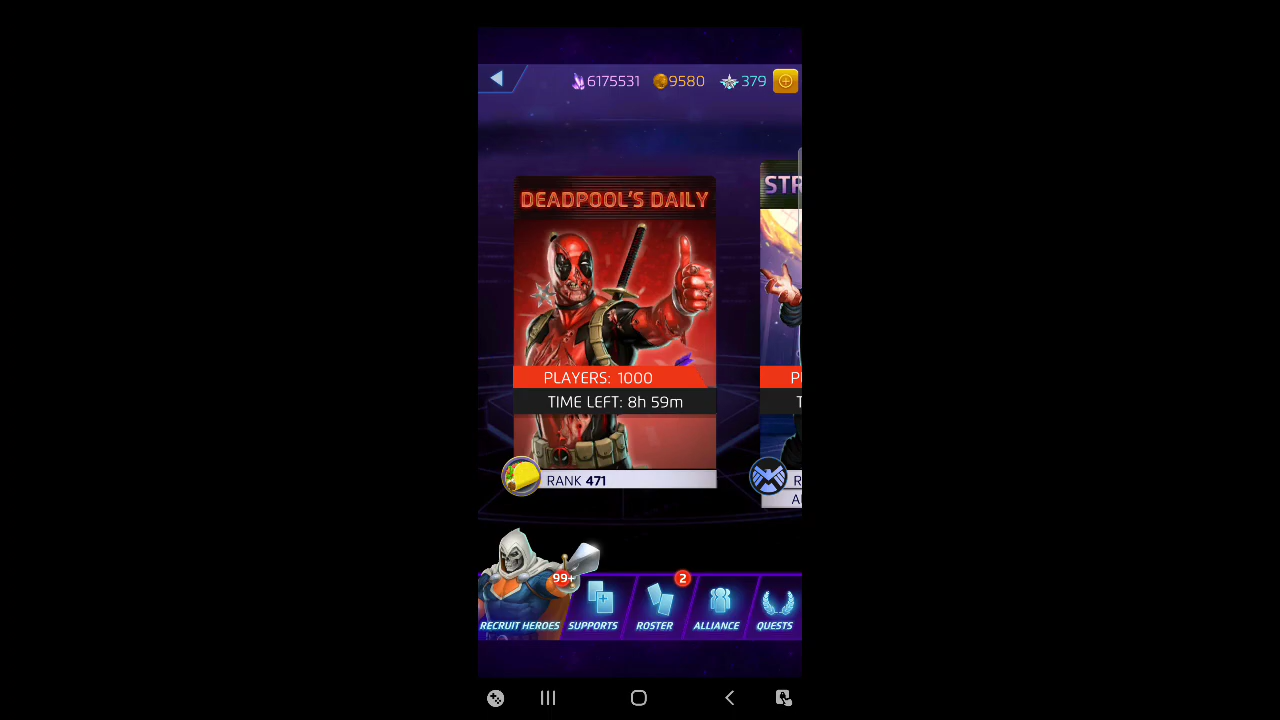 6175531 9580 379
DEADPOOL'S DAILY
STR
PLAYERS: 1000
P
TIME LEFT: 8h 59m
T
RANK 471
R
A
99+
2
RECRUIT HEROES SUPPORTS ROSTER ALLIANCE QUESTS